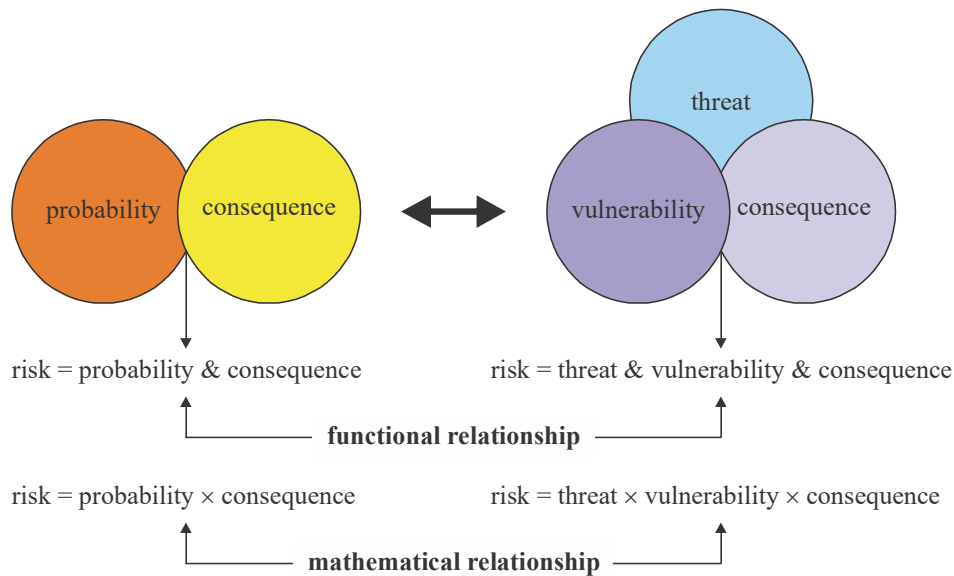 threat
probability
consequence
vulnerability
consequence
risk = probability & consequence
risk = threat & vulnerability & consequence
functional relationship
risk = probability × consequence
risk = threat × vulnerability × consequence
mathematical relationship